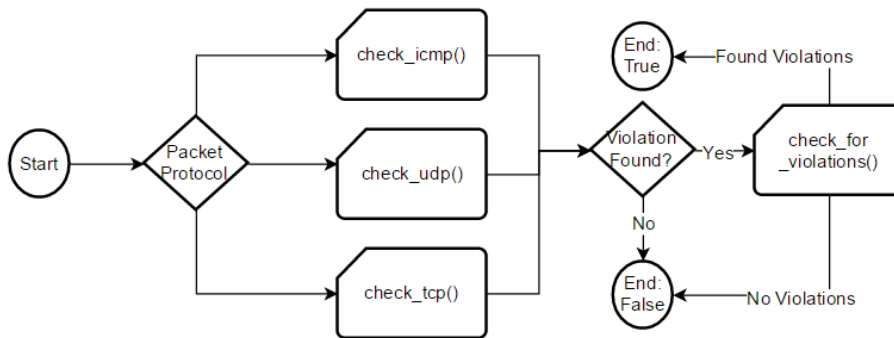 Start
Packet
Protocol
check_icmp()
check_udp()
check_tcp()
Violation
Found?
Yes
No
check_for
_violations()
Found Violations
End:
True
No Violations
End:
False